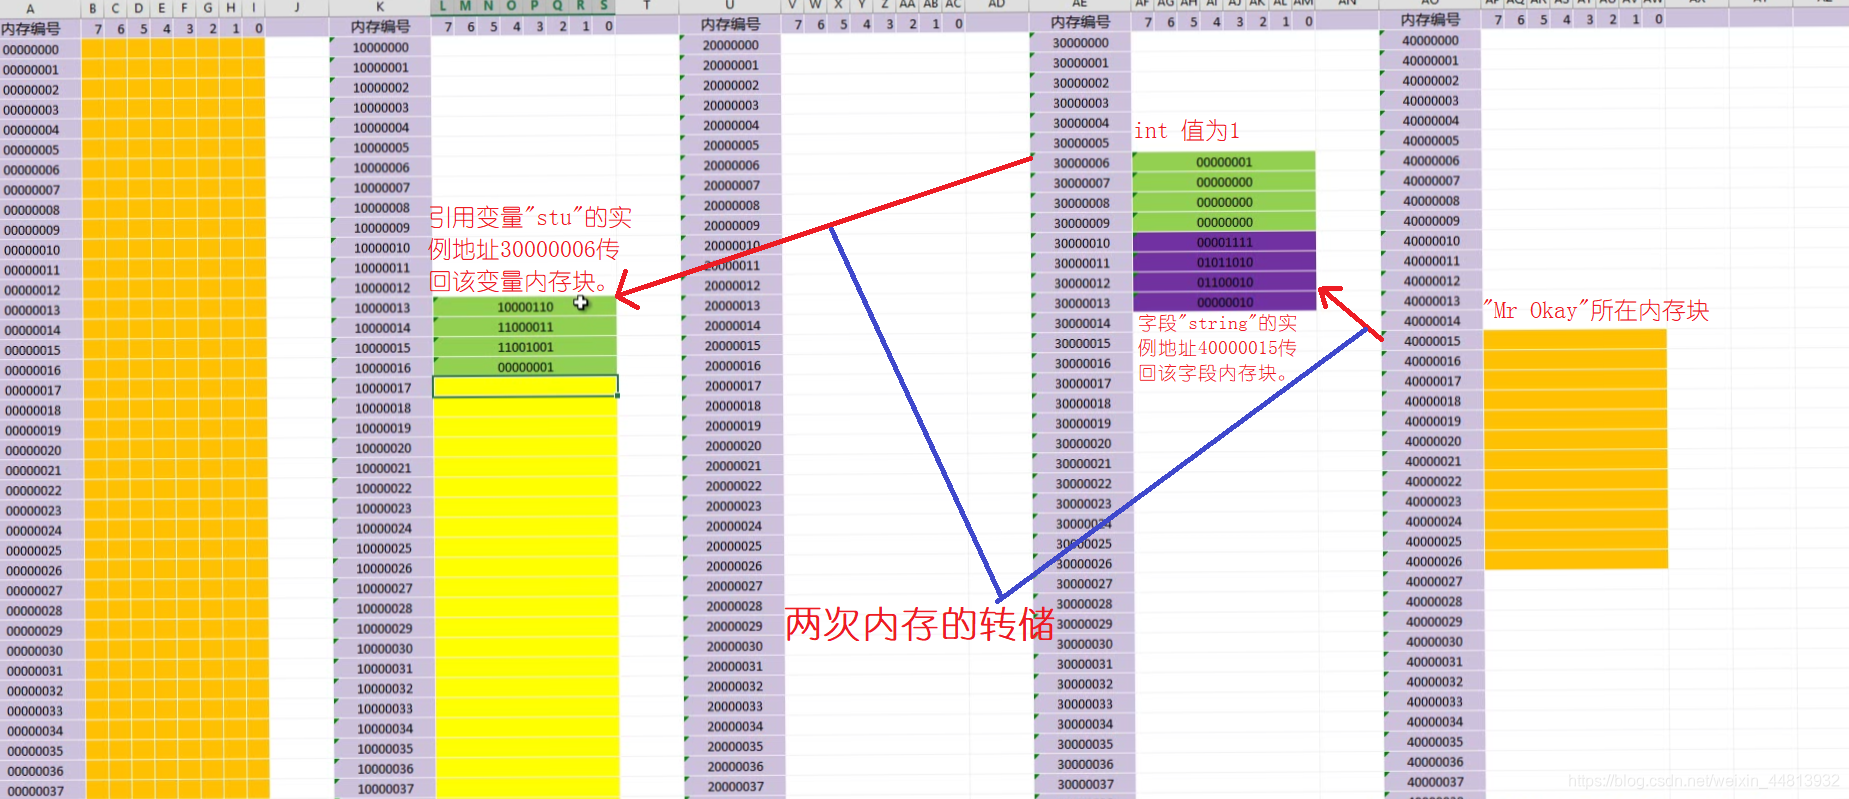 A B C D E F G H I J K L M N O P Q R S T U V W X Y Z AA AB AC AD AE AF AG AH AI AJ AK AL AM AN AO
内存编号 7 6 5 4 3 2 1 0 内存编号 7 6 5 4 3 2 1 0 内存编号 7 6 5 4 3 2 1 0 内存编号 7 6 5 4 3 2 1 0 内存编号 7 6 5 4 3 2 1 0
00000000 10000000 20000000 30000000 40000000
00000001 10000001 20000001 30000001 40000001
00000002 10000002 20000002 30000002 40000002
00000003 10000003 20000003 30000003 40000003
00000004 10000004 20000004 30000004 40000004
int 值为1
00000005 10000005 20000005 30000005 40000005
00000006 10000006 20000006 30000006 00000001 40000006
00000007 10000007 20000007 30000007 00000000 40000007
00000008 10000008 20000008 30000008 00000000 40000008
00000009 10000009 20000009 30000009 00000000 40000009
00000010 10000010 20000010 30000010 00001111 40000010
00000011 10000011 20000011 30000011 01011010 40000011
00000012 10000012 20000012 30000012 01100010 40000012
引用变量"stu"的实
例地址30000006传
回该变量内存块。
00000013 10000013 10000110 20000013 30000013 00000010 40000013
"Mr Okay"所在内存块
00000014 10000014 11000011 20000014 30000014 40000014
00000015 10000015 11001001 20000015 30000015 40000015
00000016 10000016 00000001 20000016 30000016 40000016
字段"string"的实
例地址40000015传
回该字段内存块。
00000017 10000017 20000017 30000017 40000017
00000018 10000018 20000018 30000018 40000018
00000019 10000019 20000019 30000019 40000019
00000020 10000020 20000020 30000020 40000020
00000021 10000021 20000021 30000021 40000021
00000022 10000022 20000022 30000022 40000022
00000023 10000023 20000023 30000023 40000023
00000024 10000024 20000024 30000024 40000024
00000025 10000025 20000025 30000025 40000025
00000026 10000026 20000026 30000026 40000026
00000027 10000027 20000027 30000027 40000027
00000028 10000028 20000028 30000028 40000028
两次内存的转储
00000029 10000029 20000029 30000029 40000029
00000030 10000030 20000030 30000030 40000030
00000031 10000031 20000031 30000031 40000031
00000032 10000032 20000032 30000032 40000032
00000033 10000033 20000033 30000033 40000033
00000034 10000034 20000034 30000034 40000034
00000035 10000035 20000035 30000035 40000035
00000036 10000036 20000036 30000036 40000036
00000037 10000037 20000037 30000037 40000037
https://blog.csdn.net/weixin_44813932